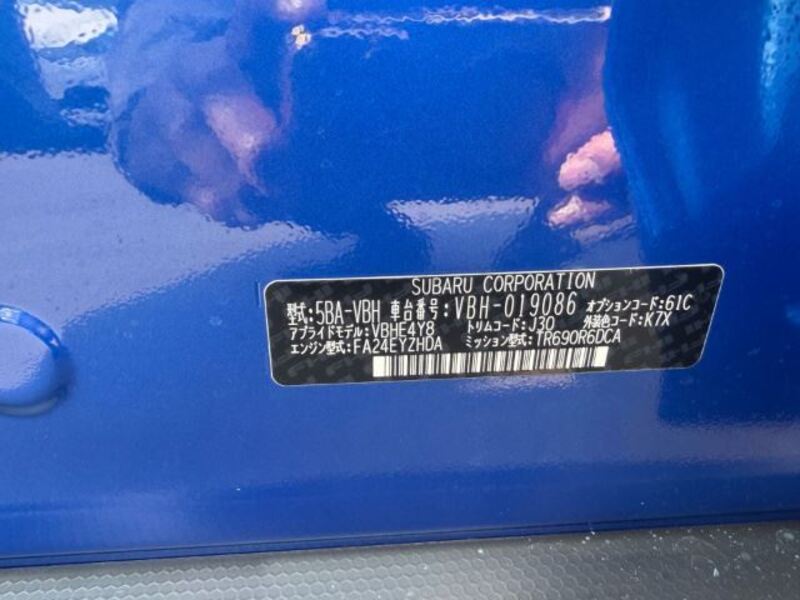 SUBARU CORPORATION
型式:5BA-VBH 車台番号:VBH-019086 オプションコード:61C
アプライドモデル:VBHE4Y8 トリムコード:J30 外装色コード:K7X
エンジン型式:FA24EYZHDA ミッション型式:TR690R6DCA